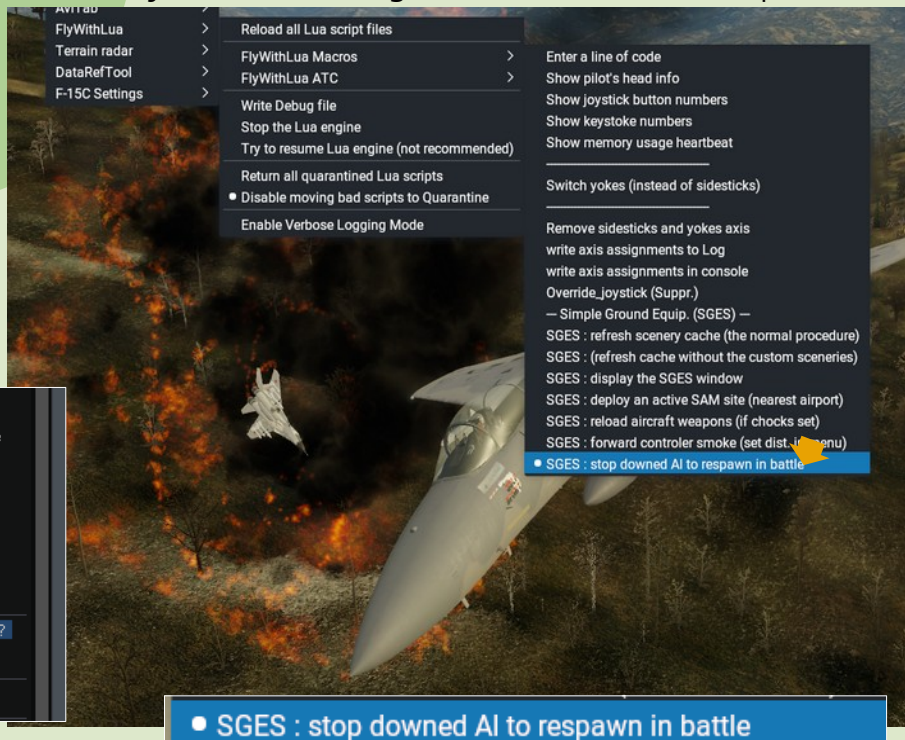 AviTab
FlyWithLua
Terrain radar
DataRefTool
F-15C Settings
Reload all Lua script files
FlyWithLua Macros
FlyWithLua ATC
Write Debug file
Stop the Lua engine
Try to resume Lua engine (not recommended)
Return all quarantined Lua scripts
Disable moving bad scripts to Quarantine
Enable Verbose Logging Mode
Enter a line of code
Show pilot's head info
Show joystick button numbers
Show keystoke numbers
Show memory usage heartbeat
Switch yokes (instead of sidesticks)
Remove sidesticks and yokes axis
write axis assignments to Log
write axis assignments in console
Override_joystick (Suppr.)
— Simple Ground Equip. (SGES) —
SGES : refresh scenery cache (the normal procedure)
SGES : (refresh cache without the custom sceneries)
SGES : display the SGES window
SGES : deploy an active SAM site (nearest airport)
SGES : reload aircraft weapons (if chocks set)
SGES : forward controler smoke (set dist. in menu)
SGES : stop downed AI to respawn in battle
?
SGES : stop downed AI to respawn in battle